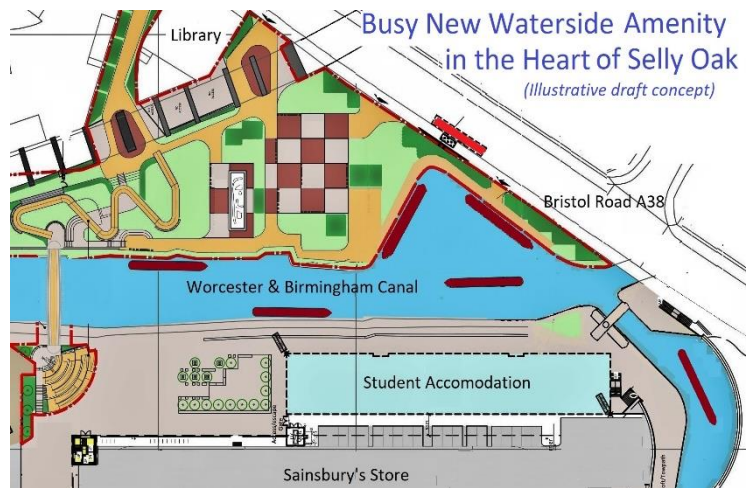 Busy New Waterside Amenity
in the Heart of Selly Oak
(Illustrative draft concept)
Library
Bristol Road A38
Worcester & Birmingham Canal
Student Accomodation
Sainsbury's Store